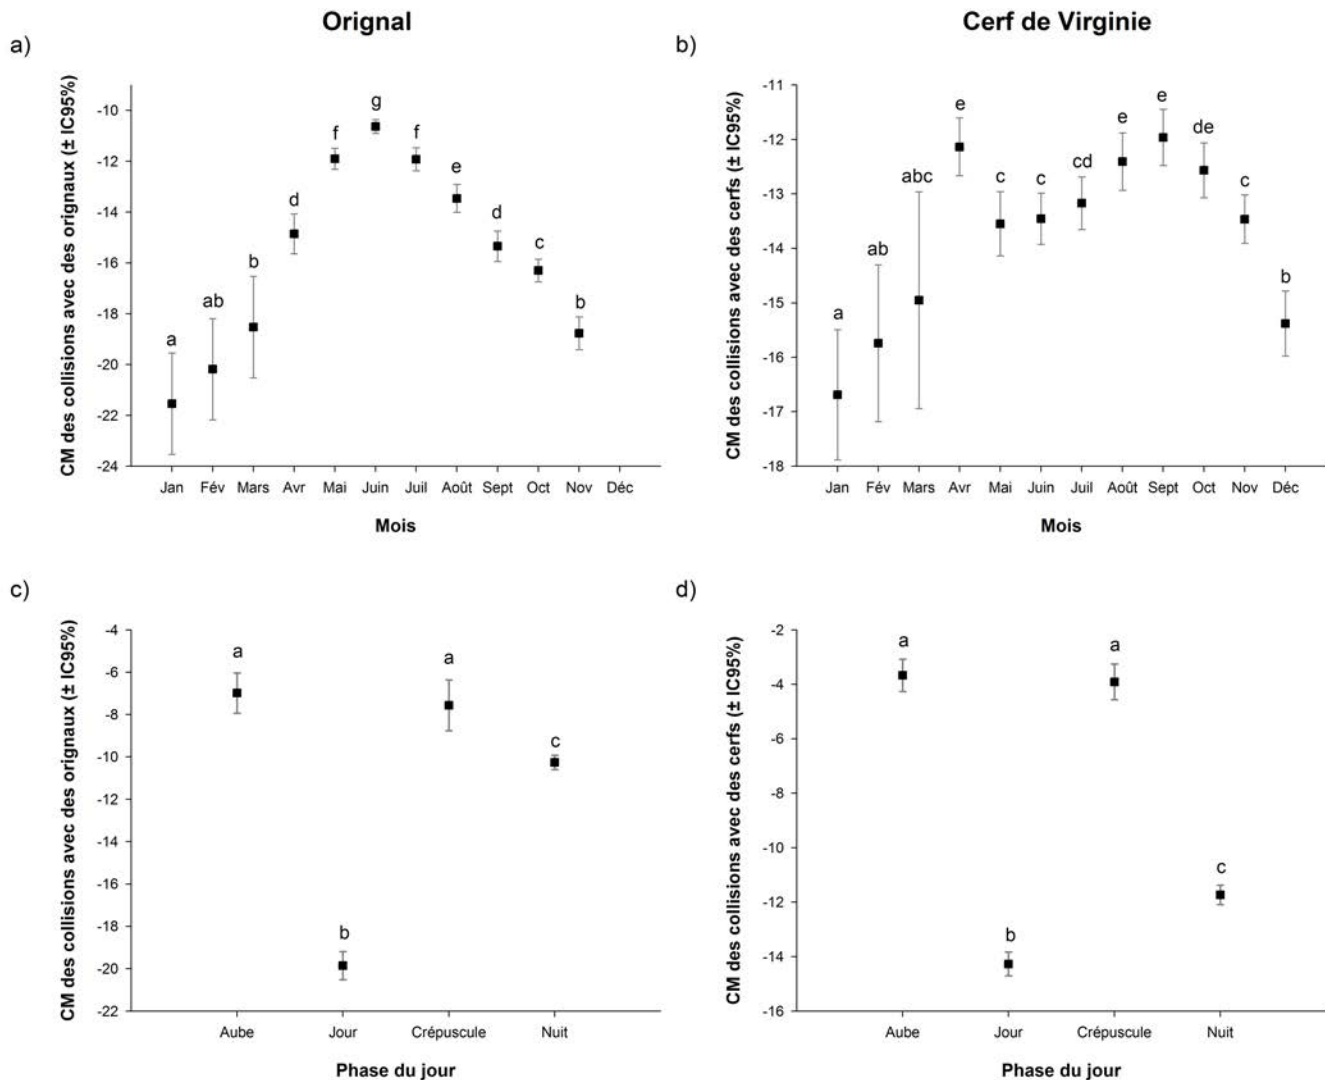 Orignal
Cerf de Virginie
a)
b)
CM des collisions avec des orignaux (± IC95%)
-10
-12
-14
-16
-18
-20
-22
-24
a
ab
b
d
f
g
f
e
d
c
b
Jan Fév Mars Avr Mai Juin Juil Août Sept Oct Nov Déc
Mois
CM des collisions avec des cerfs (± IC95%)
-11
-12
-13
-14
-15
-16
-17
-18
a
ab
abc
e
c
c
cd
e
e
de
c
b
Jan Fév Mars Avr Mai Juin Juil Août Sept Oct Nov Déc
Mois
c)
d)
CM des collisions avec des orignaux (± IC95%)
-4
-6
-8
-10
-12
-14
-16
-18
-20
-22
a
b
a
c
Aube Jour Crépuscule Nuit
Phase du jour
CM des collisions avec des cerfs (± IC95%)
-2
-4
-6
-8
-10
-12
-14
-16
a
b
a
c
Aube Jour Crépuscule Nuit
Phase du jour